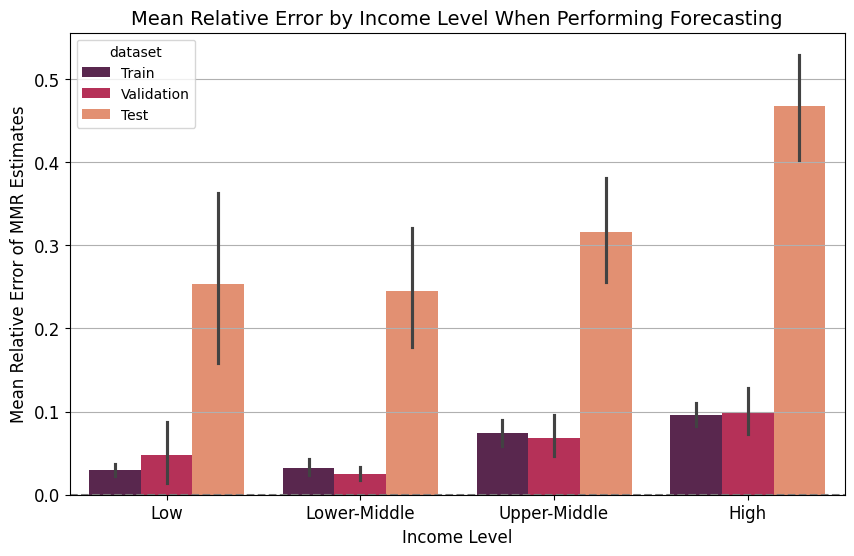 Mean Relative Error by Income Level When Performing Forecasting
dataset
Train
Validation
Test
Mean Relative Error of MMR Estimates
0.5
0.4
0.3
0.2
0.1
0.0
Low
Lower-Middle
Upper-Middle
High
Income Level